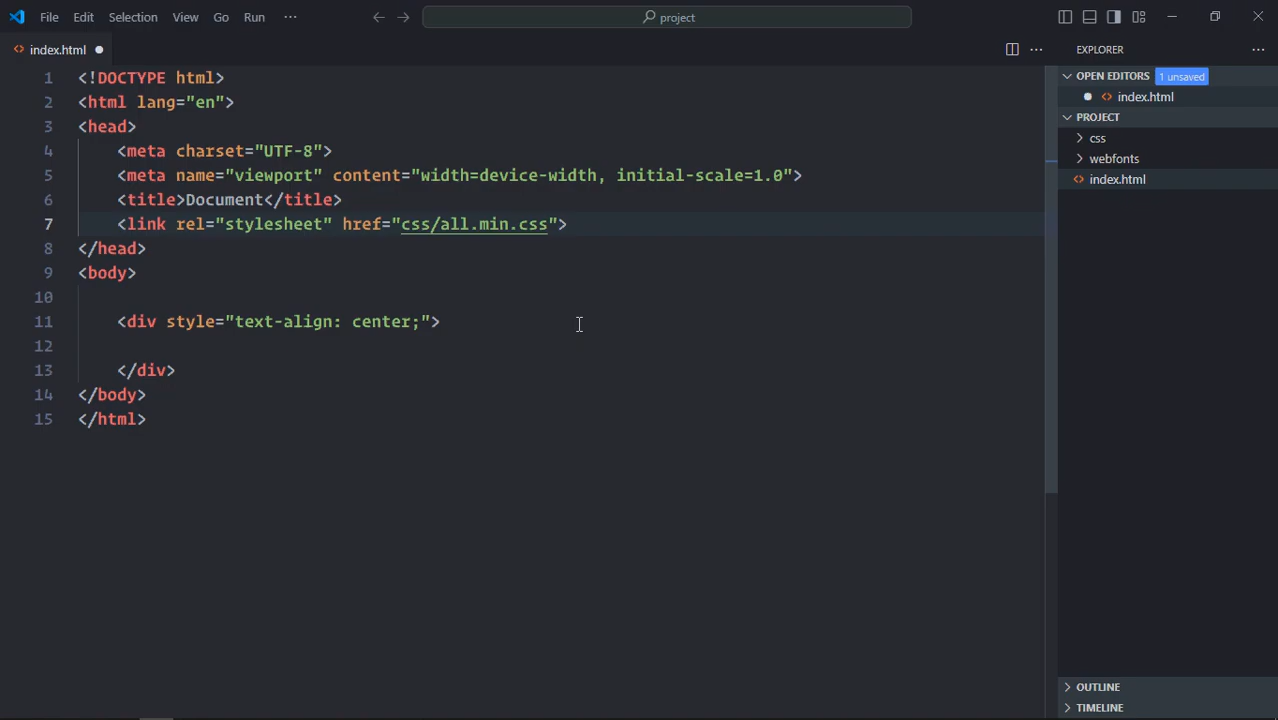 File Edit Selection View Go Run ··· project
index.html
1 <!DOCTYPE html>
2 <html lang="en">
3 <head>
4 <meta charset="UTF-8">
5 <meta name="viewport" content="width=device-width, initial-scale=1.0">
6 <title>Document</title>
7 <link rel="stylesheet" href="css/all.min.css">
8 </head>
9 <body>
10
11 <div style="text-align: center;">
12
13 </div>
14 </body>
15 </html>
EXPLORER
OPEN EDITORS 1 unsaved
index.html
PROJECT
css
webfonts
index.html
OUTLINE
TIMELINE